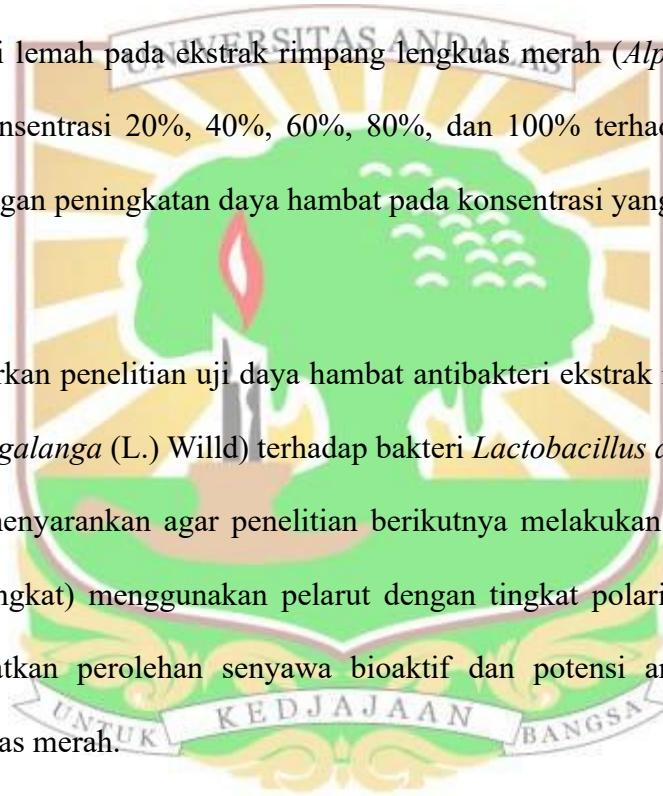 UNIVERSITAS ANDALAS
i lemah pada ekstrak rimpang lengkuas merah (Alp
nsentrasi 20%, 40%, 60%, 80%, dan 100% terhad
gan peningkatan daya hambat pada konsentrasi yang
rkan penelitian uji daya hambat antibakteri ekstrak
galanga (L.) Willd) terhadap bakteri Lactobacillus a
menyarankan agar penelitian berikutnya melakukan
ngkat) menggunakan pelarut dengan tingkat polari
atkan perolehan senyawa bioaktif dan potensi an
as merah.
UNTUK KEDJAJAAN BANGSA